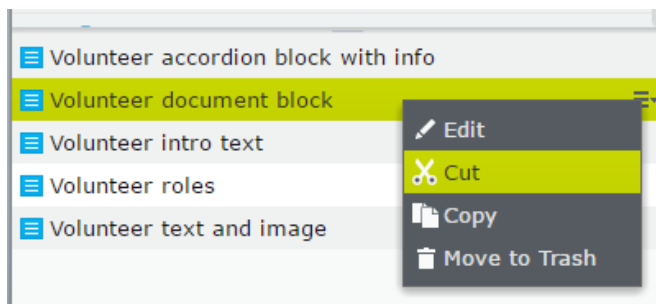 Volunteer accordion block with info
Volunteer document block
Volunteer intro text
Volunteer roles
Volunteer text and image
Edit
Cut
Copy
Move to Trash